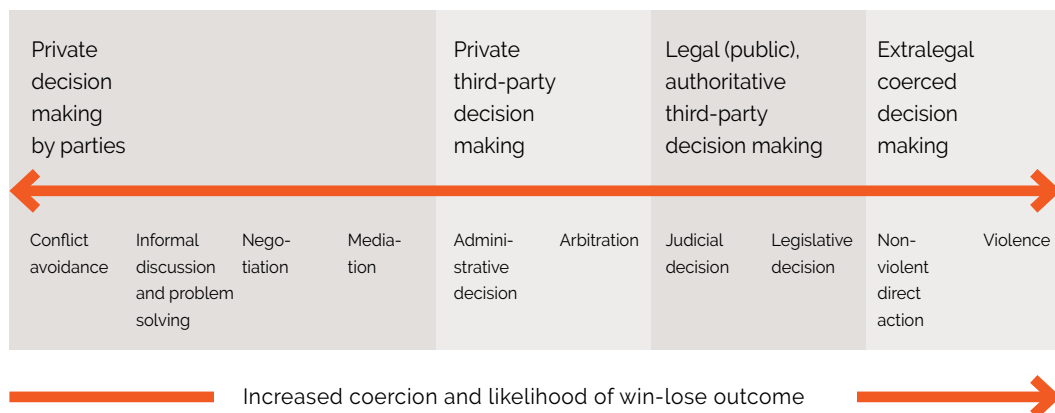 Private
decision
making
by parties
Private
third-party
decision
making
Legal (public),
authoritative
third-party
decision making
Extralegal
coerced
decision
making
Conflict
avoidance
Informal
discussion
and problem
solving
Nego-
tiation
Media-
tion
Admini-
strative
decision
Arbitration
Judicial
decision
Legislative
decision
Non-
violent
direct
action
Violence
Increased coercion and likelihood of win-lose outcome